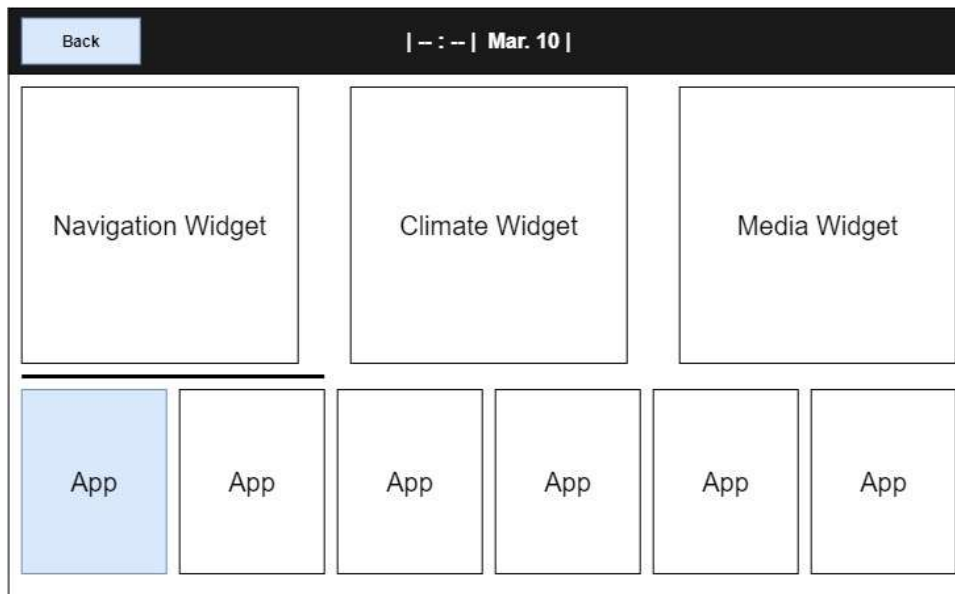 Back
| -- : -- | Mar. 10 |
Navigation Widget
Climate Widget
Media Widget
App
App
App
App
App
App